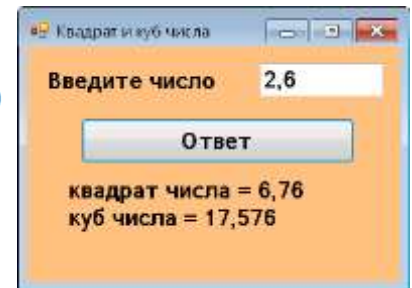 Квадрат и куб числа
Введите число 2,6
Ответ
квадрат числа = 6,76
куб числа = 17,576